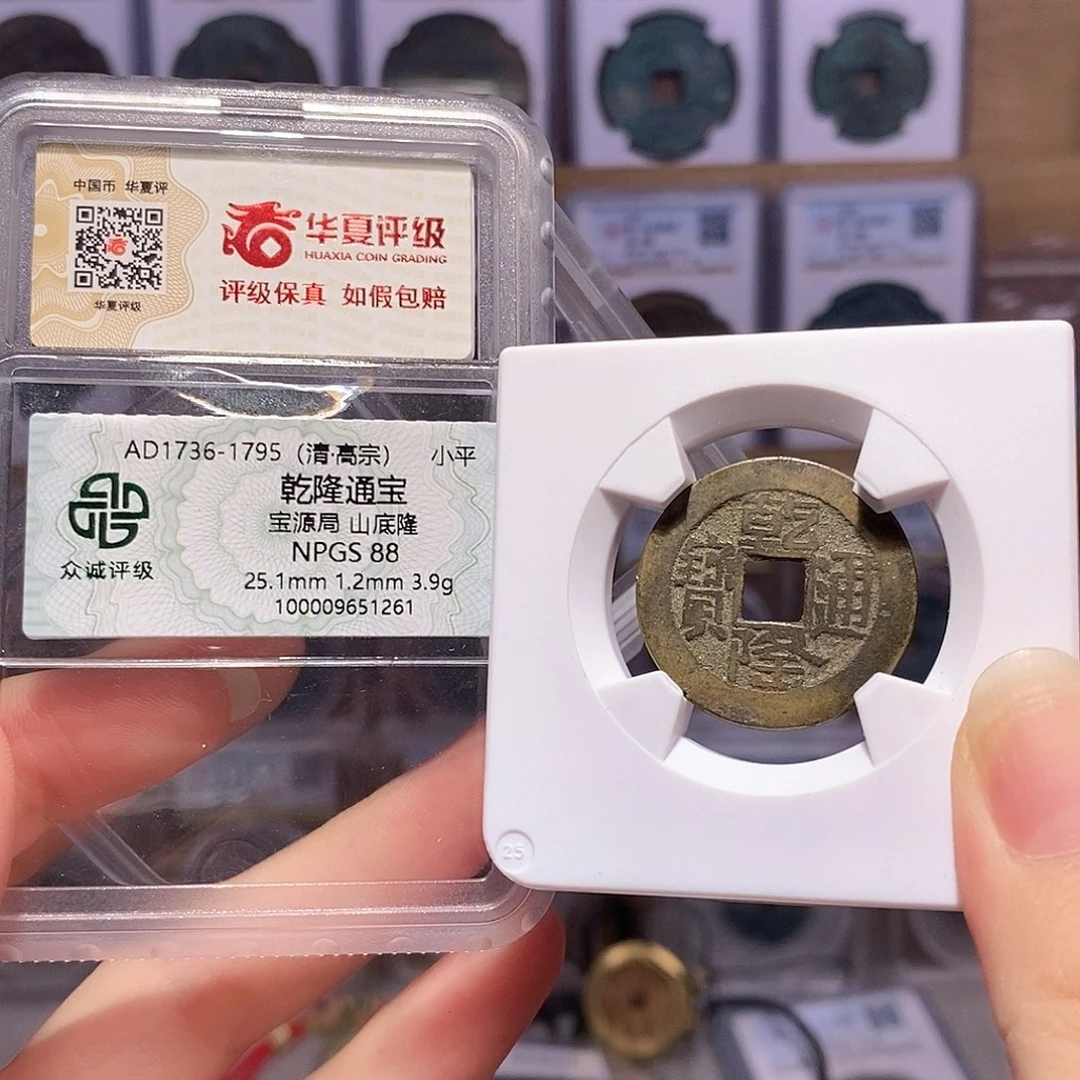 中国币 华夏评
华夏评级
HUAXIA COIN GRADING
评级保真 如假包赔
华夏评级
AD1736-1795（清·高宗） 小平
乾隆通宝
宝源局 山底隆
NPGS 88
25.1mm 1.2mm 3.9g
100009651261
众诚评级
乾隆通寶
25